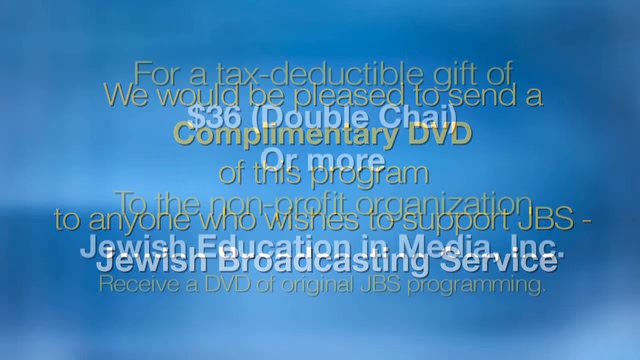 For a tax-deductible gift of
We would be pleased to send a
$36 (Double Chai)
Complimentary DVD
Or more
of this program
To the non-profit organization
to anyone who wishes to support JBS -
Jewish Education in Media, Inc.
Jewish Broadcasting Service
Receive a DVD of original JBS programming.